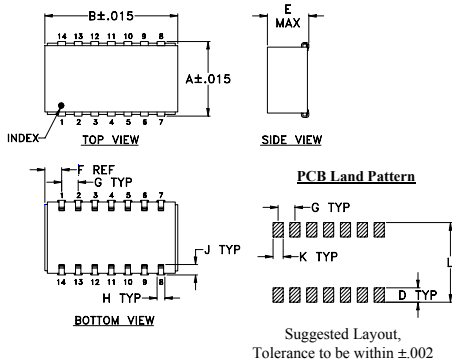 B±.015
E
MAX
14 13 12 11 10 9 8
A±.015
INDEX
1 2 3 4 5 6 7
TOP VIEW
SIDE VIEW
F REF
G TYP
1 2 3 4 5 6 7
J TYP
14 13 12 11 10 9 8
H TYP
BOTTOM VIEW
PCB Land Pattern
G TYP
K TYP
L
D TYP
Suggested Layout,
Tolerance to be within ±.002